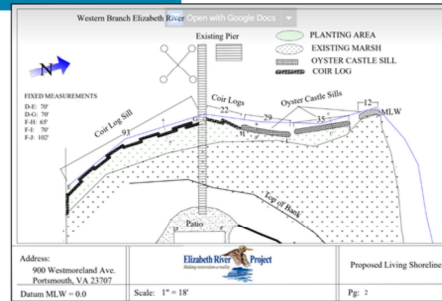 Western Branch Elizabeth River
Open with Google Docs
Existing Pier
PLANTING AREA
EXISTING MARSH
OYSTER CASTLE SILL
COIR LOG
N
FIXED MEASUREMENTS
D-E: 70'
D-G: 70'
F-H: 65'
F-I: 70'
F-J: 102'
Coir Log Sill
93
Coir Logs
22
Oyster Castle Sills
29
35
12
MLW
Top of Bank
Patio
Address:
900 Westmoreland Ave.
Portsmouth, VA 23707
Datum MLW = 0.0
Elizabeth River Project
Making restoration a reality
Scale: 1" = 18'
Proposed Living Shoreline
Pg: 2